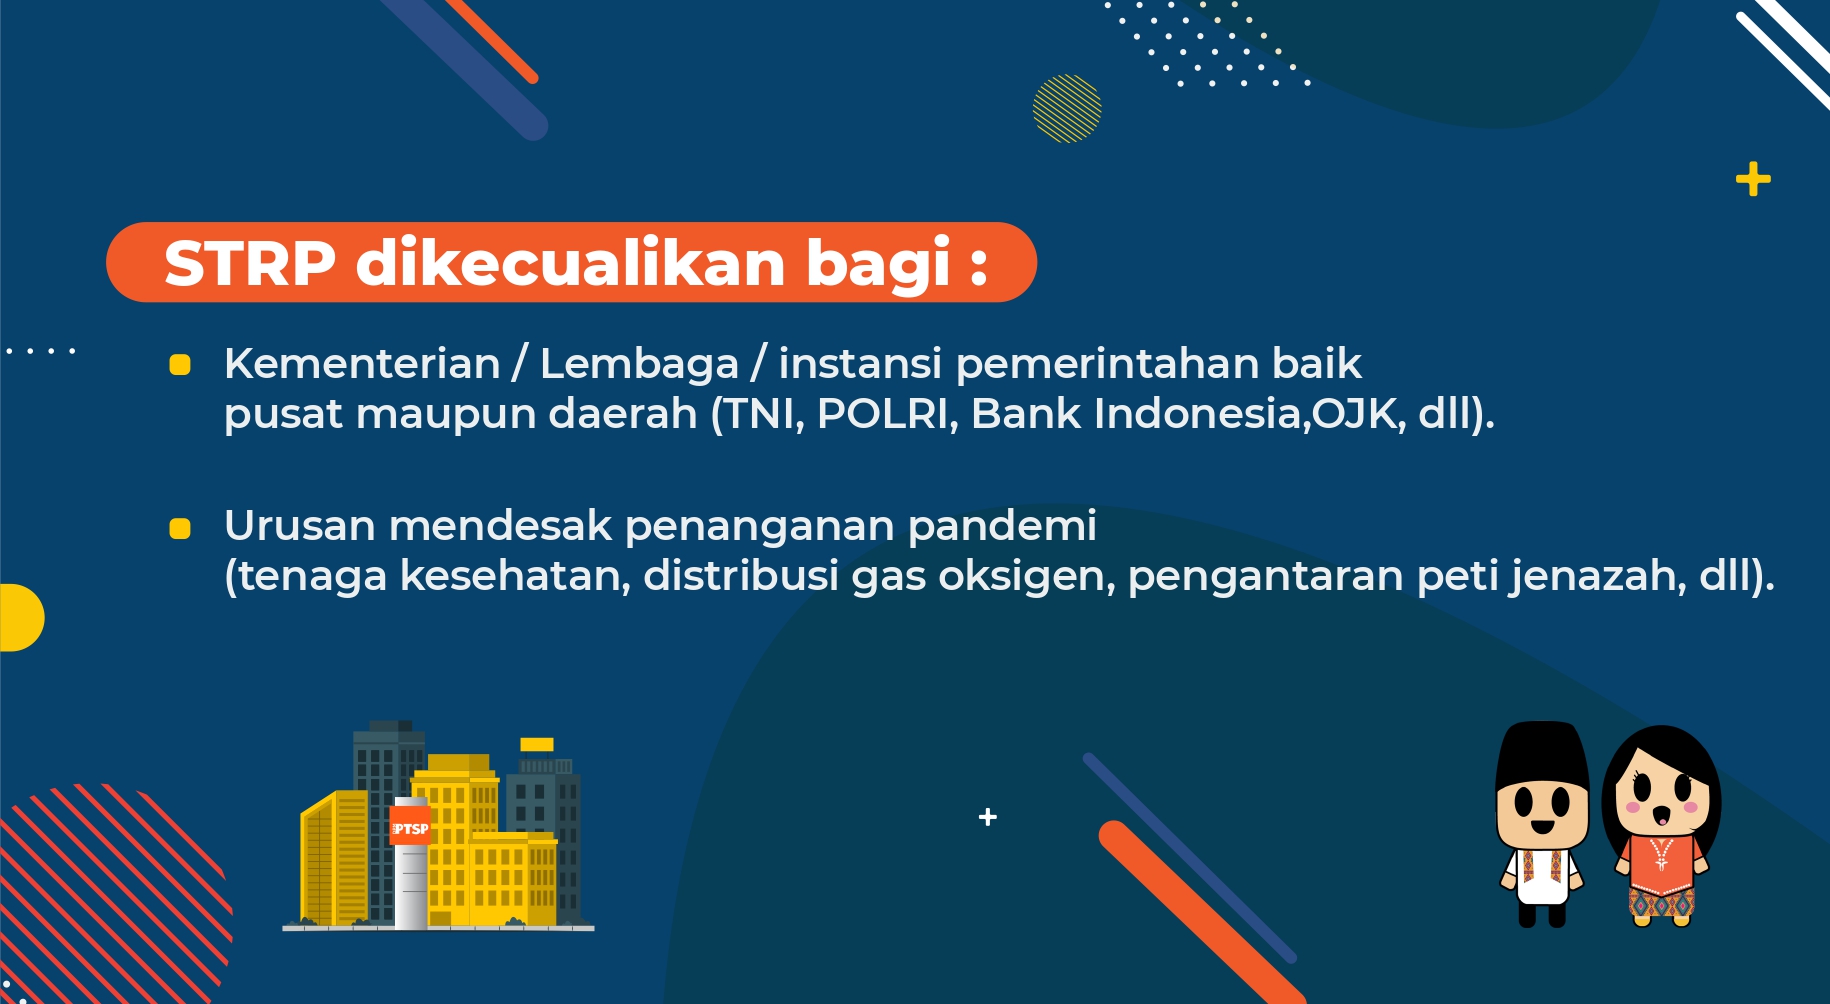 STRP dikecualikan bagi :
Kementerian / Lembaga / instansi pemerintahan baik
pusat maupun daerah (TNI, POLRI, Bank Indonesia,OJK, dll).
Urusan mendesak penanganan pandemi
(tenaga kesehatan, distribusi gas oksigen, pengantaran peti jenazah, dll).
PTSP